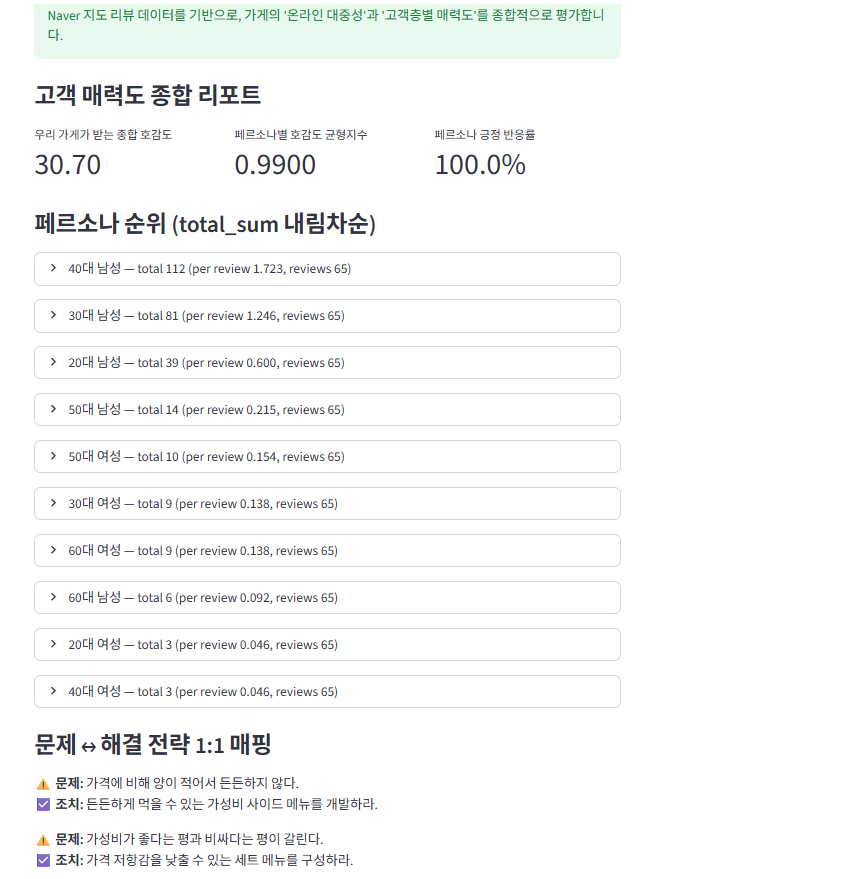 Naver 지도 리뷰 데이터를 기반으로, 가게의 '온라인 대중성'과 '고객층별 매력도'를 종합적으로 평가합니
다.
고객 매력도 종합 리포트
우리 가게가 받는 종합 호감도
30.70
페르소나별 호감도 균형지수
0.9900
페르소나 긍정 반응률
100.0%
페르소나 순위 (total_sum 내림차순)
40대 남성 — total 112 (per review 1.723, reviews 65)
30대 남성 — total 81 (per review 1.246, reviews 65)
20대 남성 — total 39 (per review 0.600, reviews 65)
50대 남성 — total 14 (per review 0.215, reviews 65)
50대 여성 — total 10 (per review 0.154, reviews 65)
30대 여성 — total 9 (per review 0.138, reviews 65)
60대 여성 — total 9 (per review 0.138, reviews 65)
60대 남성 — total 6 (per review 0.092, reviews 65)
20대 여성 — total 3 (per review 0.046, reviews 65)
40대 여성 — total 3 (per review 0.046, reviews 65)
문제 ↔ 해결 전략 1:1 매핑
⚠️ 문제: 가격에 비해 양이 적어서 든든하지 않다.
☑️ 조치: 든든하게 먹을 수 있는 가성비 사이드 메뉴를 개발하라.
⚠️ 문제: 가성비가 좋다는 평과 비싸다는 평이 갈린다.
☑️ 조치: 가격 저항감을 낮출 수 있는 세트 메뉴를 구성하라.